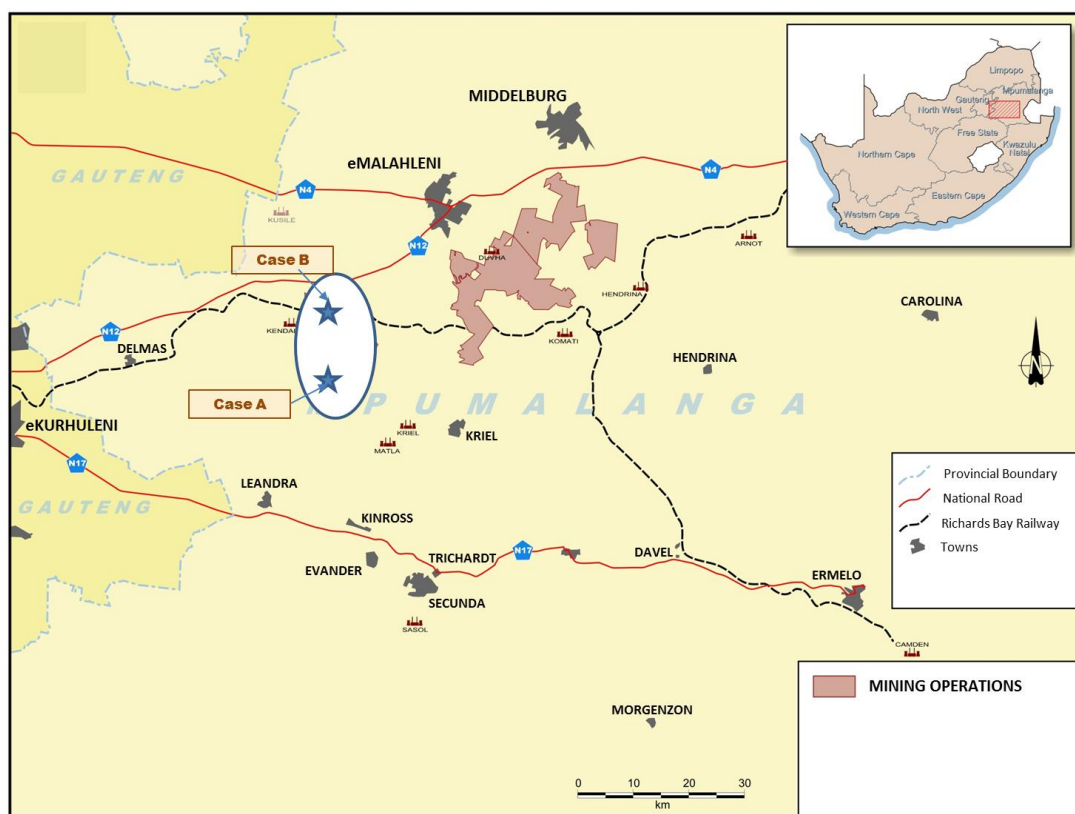 MIDDELBURG
eMALAHLENI
GAUTENG
N4
N4
KUSILE
Case B
N12
DUVHA
ARNOT
HENDRINA
CAROLINA
N12
DELMAS
KOMATI
HENDRINA
Case A
MPUMALANGA
eKURHULENI
KRIEL
MATLA
KRIEL
N17
LEANDRA
GAUTENG
KINROSS
EVANDER
TRICHARDT
N17
DAVEL
SECUNDA
ERMELO
SASOL
CAMDEN
MORGENZON
0 10 20 30
km
Limpopo
Mpumalanga
Gauteng
North West
Free State
Kwazulu
Natal
Northern Cape
Eastern Cape
Western Cape
Provincial Boundary
National Road
Richards Bay Railway
Towns
MINING OPERATIONS